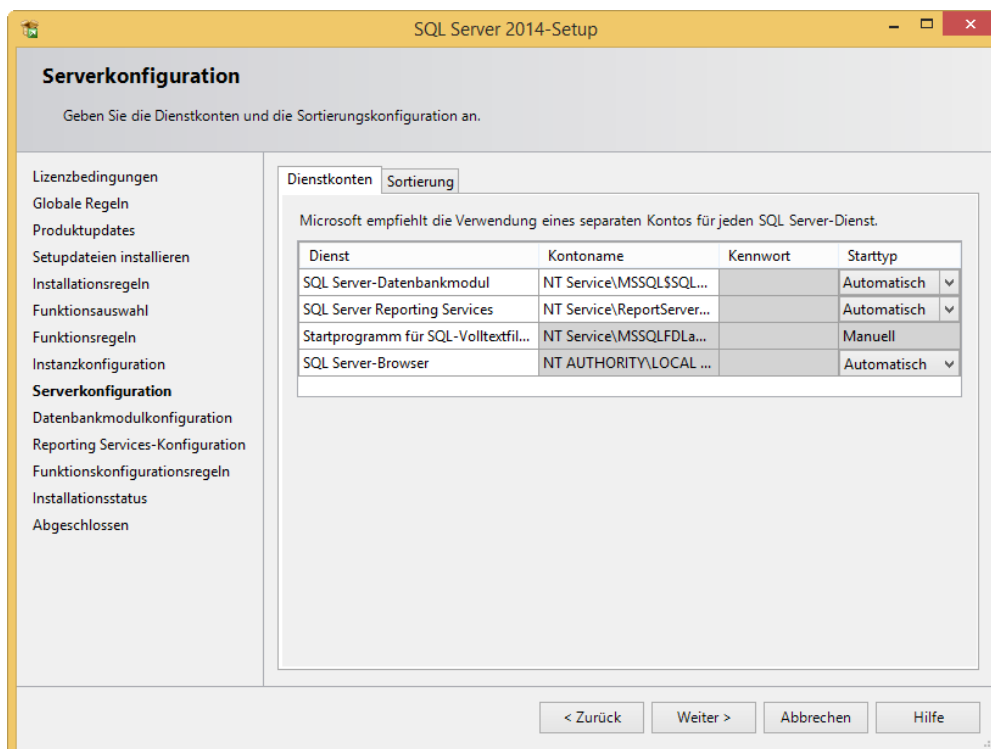 SQL Server 2014-Setup
Serverkonfiguration
Geben Sie die Dienstkonten und die Sortierungskonfiguration an.
Lizenzbedingungen
Globale Regeln
Produktupdates
Setupdateien installieren
Installationsregeln
Funktionsauswahl
Funktionsregeln
Instanzkonfiguration
Serverkonfiguration
Datenbankmodulkonfiguration
Reporting Services-Konfiguration
Funktionskonfigurationsregeln
Installationsstatus
Abgeschlossen
Dienstkonten Sortierung
Microsoft empfiehlt die Verwendung eines separaten Kontos für jeden SQL Server-Dienst.
Dienst Kontoname Kennwort Starttyp
SQL Server-Datenbankmodul NT Service\MSSQL$SQL... Automatisch
SQL Server Reporting Services NT Service\ReportServer... Automatisch
Startprogramm für SQL-Volltextfil... NT Service\MSSQLFDLa... Manuell
SQL Server-Browser NT AUTHORITY\LOCAL ... Automatisch
< Zurück Weiter > Abbrechen Hilfe